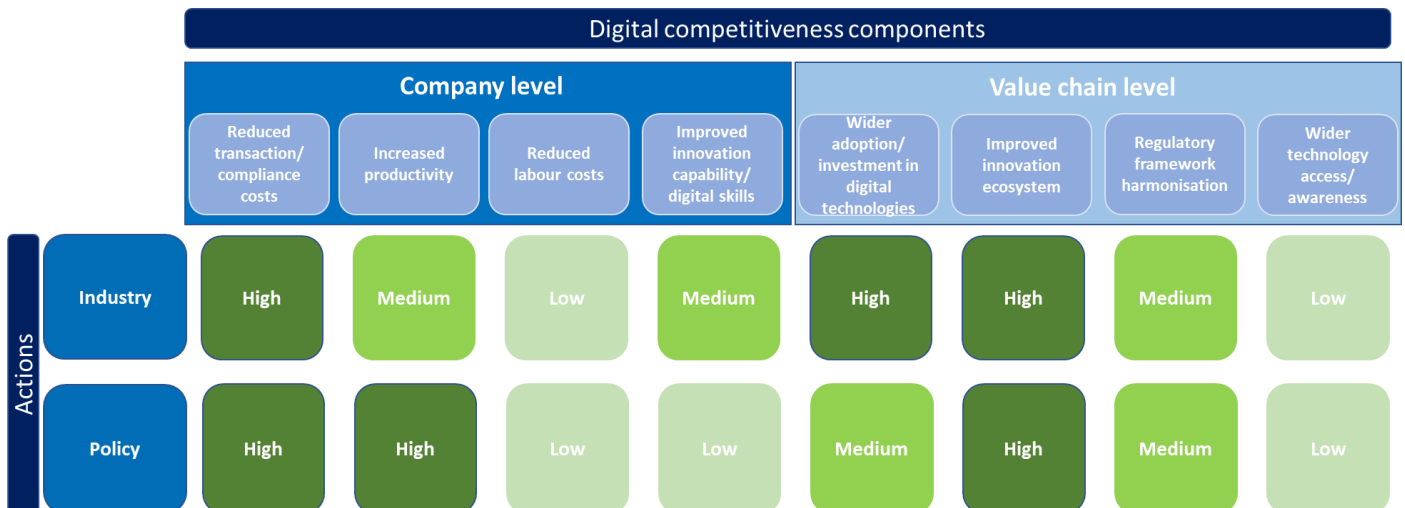 Digital competitiveness components
Company level
Value chain level
Reduced
transaction/
compliance
costs
Increased
productivity
Reduced
labour costs
Improved
innovation
capability/
digital skills
Wider
adoption/
investment in
digital
technologies
Improved
innovation
ecosystem
Regulatory
framework
harmonisation
Wider
technology
access/
awareness
Actions
Industry
High
Medium
Low
Medium
High
High
Medium
Low
Policy
High
High
Low
Low
Medium
High
Medium
Low